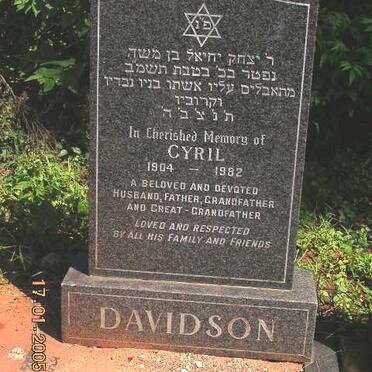 פ נ
ר יצחק יחיאל בן משה
נפטר בכ׳ בטבת תשמב
מתאבלים עליו אשתו בניו נכדיו
וקרוביו
ת נ צ ב ה
In Cherished Memory of
CYRIL
1904 — 1982
A BELOVED AND DEVOTED
HUSBAND, FATHER, GRANDFATHER
AND GREAT-GRANDFATHER
LOVED AND RESPECTED
BY ALL HIS FAMILY AND FRIENDS
DAVIDSON
17.01.2005